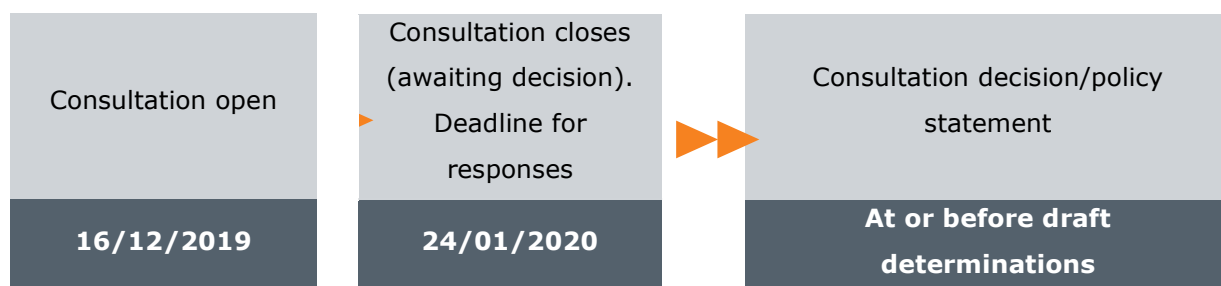 Consultation open
16/12/2019
Consultation closes
(awaiting decision).
Deadline for
responses
24/01/2020
Consultation decision/policy
statement
At or before draft
determinations